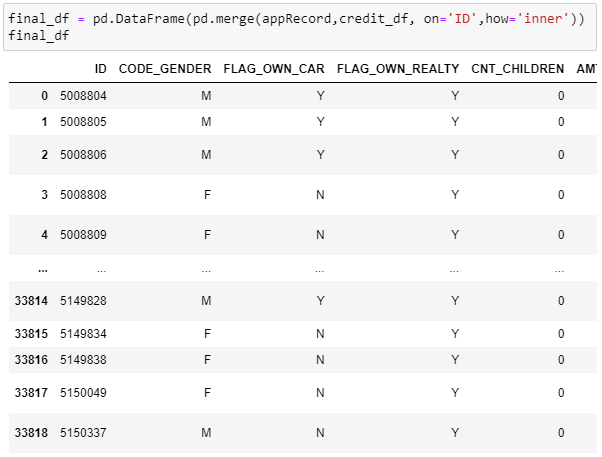 final_df = pd.DataFrame(pd.merge(appRecord,credit_df, on='ID',how='inner'))
final_df
ID CODE_GENDER FLAG_OWN_CAR FLAG_OWN_REALTY CNT_CHILDREN AMT
0 5008804 M Y Y 0
1 5008805 M Y Y 0
2 5008806 M Y Y 0
3 5008808 F N Y 0
4 5008809 F N Y 0
... ... ... ... ... ...
33814 5149828 M Y Y 0
33815 5149834 F N Y 0
33816 5149838 F N Y 0
33817 5150049 F N Y 0
33818 5150337 M N Y 0